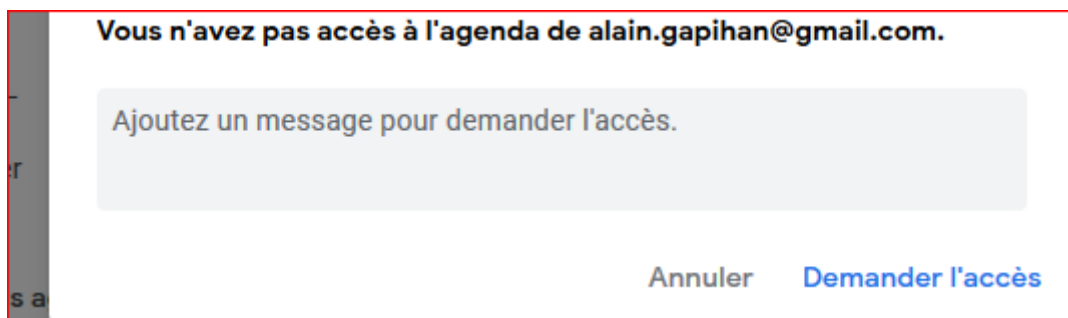 Vous n'avez pas accès à l'agenda de alain.gapihan@gmail.com.
Ajoutez un message pour demander l'accès.
er
Annuler Demander l'accès
s a